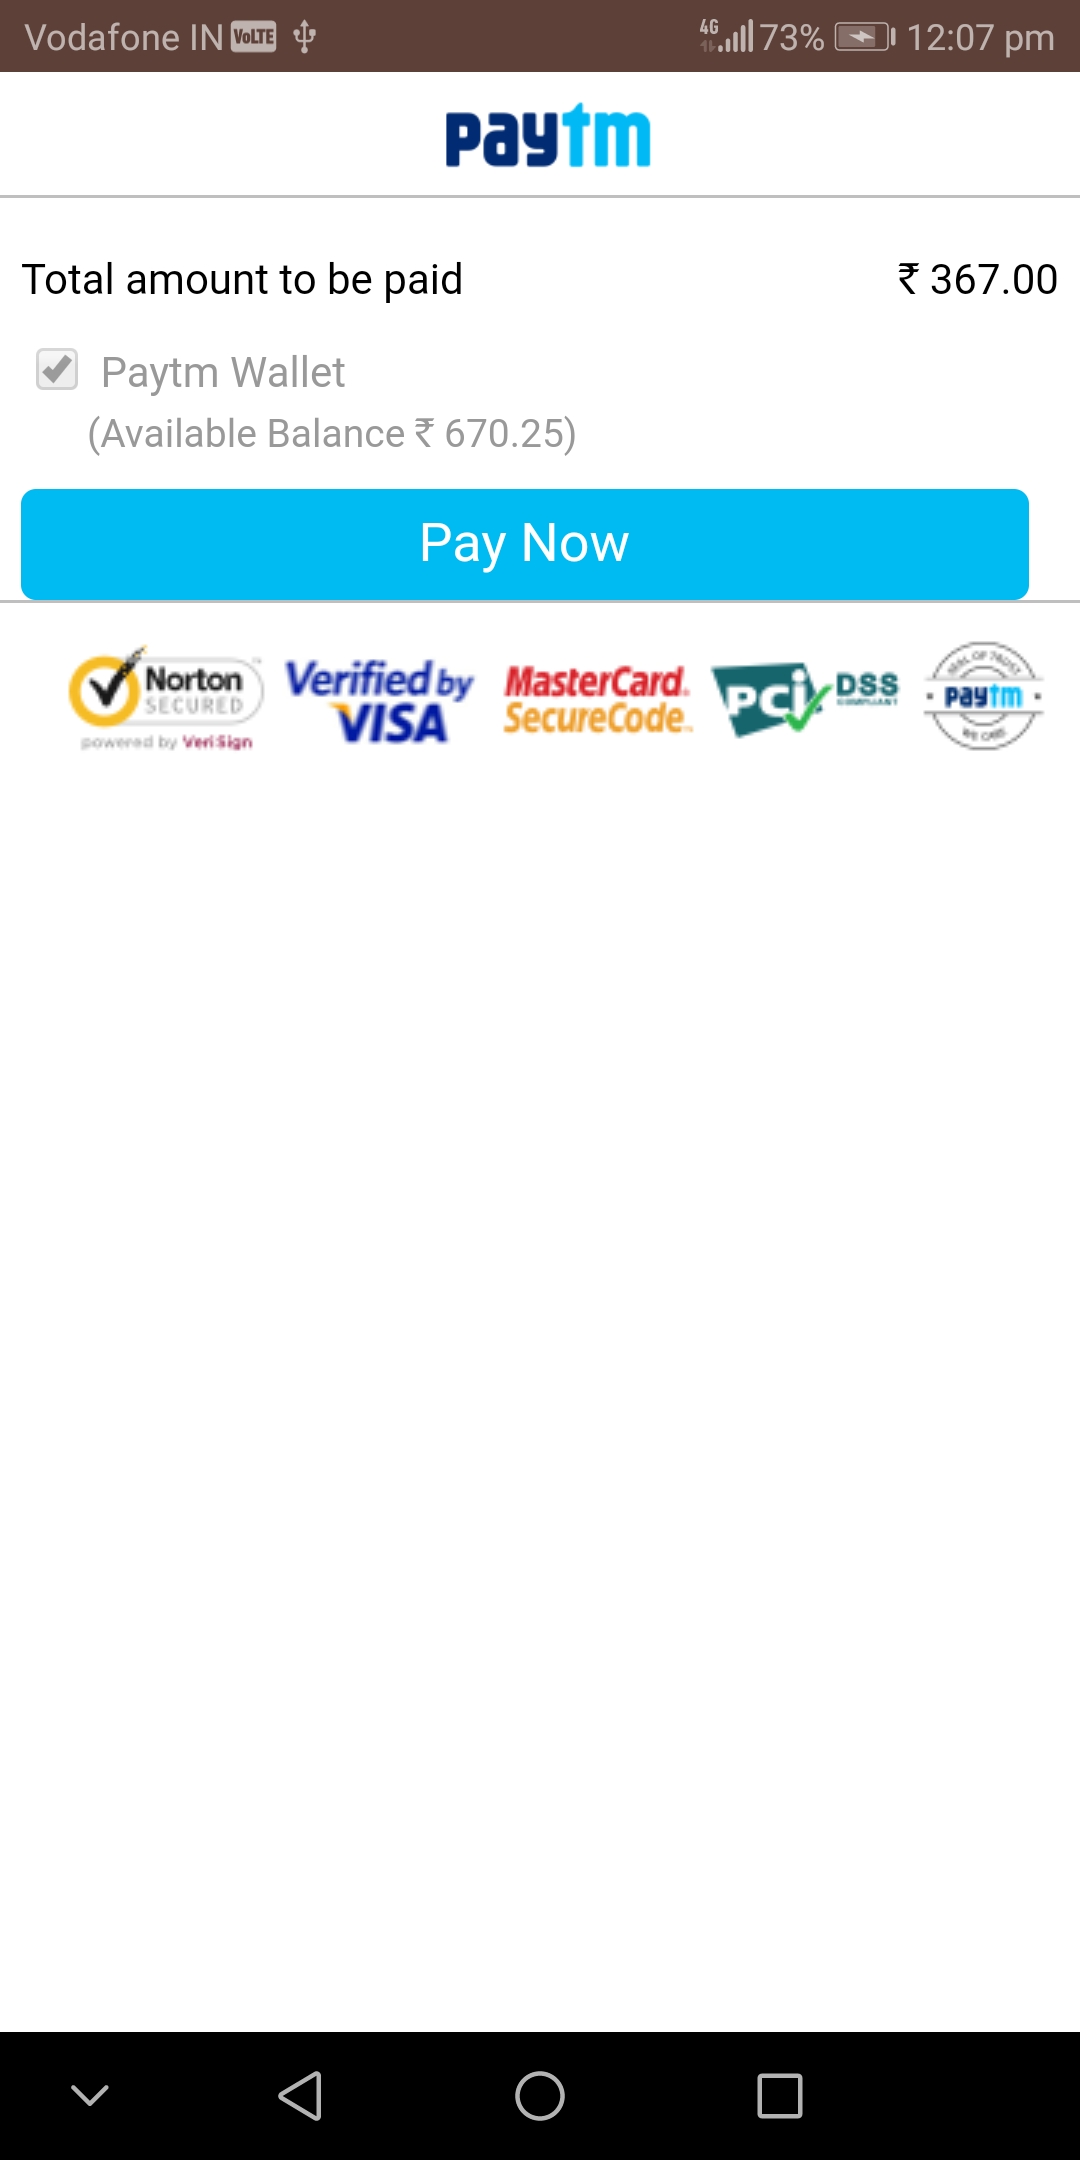 Vodafone IN VoLTE 4G 73% 12:07 pm
paytm
Total amount to be paid ₹ 367.00
Paytm Wallet
(Available Balance ₹ 670.25)
Pay Now
Norton
SECURED
powered by VeriSign
Verified by
VISA
MasterCard.
SecureCode™
PCi DSS
COMPLIANT
SEAL OF TRUST
paytm
WE CARE